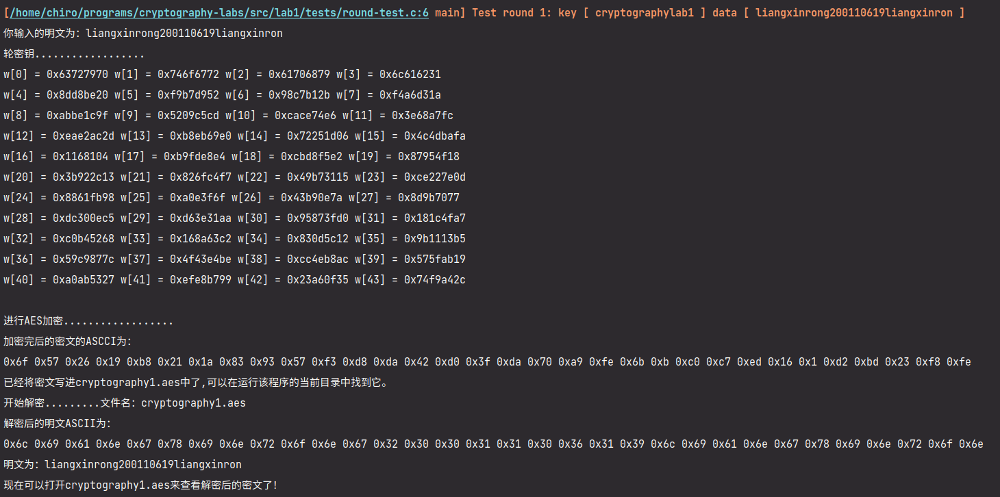 [/home/chiro/programs/cryptography-labs/src/lab1/tests/round-test.c:6 main] Test round 1: key [ cryptographylab1 ] data [ liangxinrong200110619liangxinron ]
你输入的明文为: liangxinrong200110619liangxinron
轮密钥..................
w[0] = 0x63727970 w[1] = 0x746f6772 w[2] = 0x61706879 w[3] = 0x6c616231
w[4] = 0x8dd8be20 w[5] = 0xf9b7d952 w[6] = 0x98c7b12b w[7] = 0xf4a6d31a
w[8] = 0xabbe1c9f w[9] = 0x5209c5cd w[10] = 0xcace74e6 w[11] = 0x3e68a7fc
w[12] = 0xeae2ac2d w[13] = 0xb8eb69e0 w[14] = 0x72251d06 w[15] = 0x4c4dbafa
w[16] = 0x1168104 w[17] = 0xb9fde8e4 w[18] = 0xcbd8f5e2 w[19] = 0x87954f18
w[20] = 0x3b922c13 w[21] = 0x826fc4f7 w[22] = 0x49b73115 w[23] = 0xce227e0d
w[24] = 0x8861fb98 w[25] = 0xa0e3f6f w[26] = 0x43b90e7a w[27] = 0x8d9b7077
w[28] = 0xdc300ec5 w[29] = 0xd63e31aa w[30] = 0x95873fd0 w[31] = 0x181c4fa7
w[32] = 0xc0b45268 w[33] = 0x168a63c2 w[34] = 0x830d5c12 w[35] = 0x9b1113b5
w[36] = 0x59c9877c w[37] = 0x4f43e4be w[38] = 0xcc4eb8ac w[39] = 0x575fab19
w[40] = 0xa0ab5327 w[41] = 0xefe8b799 w[42] = 0x23a60f35 w[43] = 0x74f9a42c
进行AES加密..................
加密完后的密文的ASCCI为:
0x6f 0x57 0x26 0x19 0xb8 0x21 0x1a 0x83 0x93 0x57 0xf3 0xd8 0xda 0x42 0xd0 0x3f 0xda 0x70 0xa9 0xfe 0x6b 0xb 0xc0 0xc7 0xed 0x16 0x1 0xd2 0xbd 0x23 0xf8 0xfe
已经将密文写进cryptography1.aes中了,可以在运行该程序的当前目录中找到它。
开始解密.........文件名: cryptography1.aes
解密后的明文ASCII为:
0x6c 0x69 0x61 0x6e 0x67 0x78 0x69 0x6e 0x72 0x6f 0x6e 0x67 0x32 0x30 0x30 0x31 0x31 0x30 0x36 0x31 0x39 0x6c 0x69 0x61 0x6e 0x67 0x78 0x69 0x6e 0x72 0x6f 0x6e
明文为: liangxinrong200110619liangxinron
现在可以打开cryptography1.aes来查看解密后的密文了!